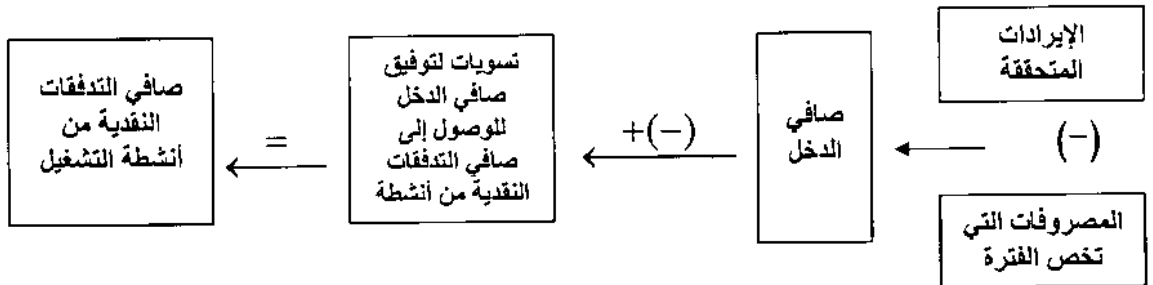 الإيرادات
المتحققة
(−)
المصروفات التي
تخص الفترة
صافي
الدخل
+(−)
تسويات لتوفيق
صافي الدخل
للوصول إلى
صافي التدفقات
النقدية من أنشطة
=
صافي التدفقات
النقدية من
أنشطة التشغيل